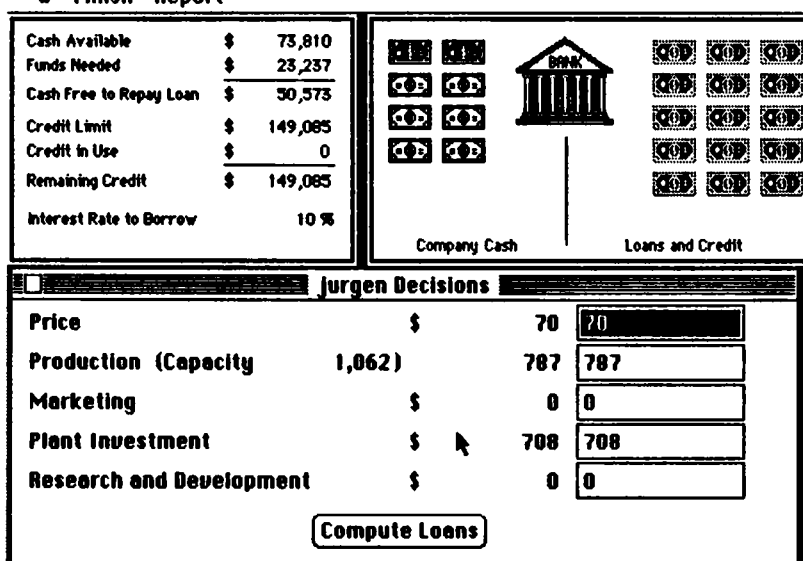 Report
Cash Available $ 73,810
Funds Needed $ 23,237
Cash Free to Repay Loan $ 50,573
Credit Limit $ 149,085
Credit in Use $ 0
Remaining Credit $ 149,085
Interest Rate to Borrow 10 %
BANK
Company Cash Loans and Credit
jurgen Decisions
Price $ 70 70
Production (Capacity 1,062) 787 787
Marketing $ 0 0
Plant Investment $ 708 708
Research and Development $ 0 0
Compute Loans